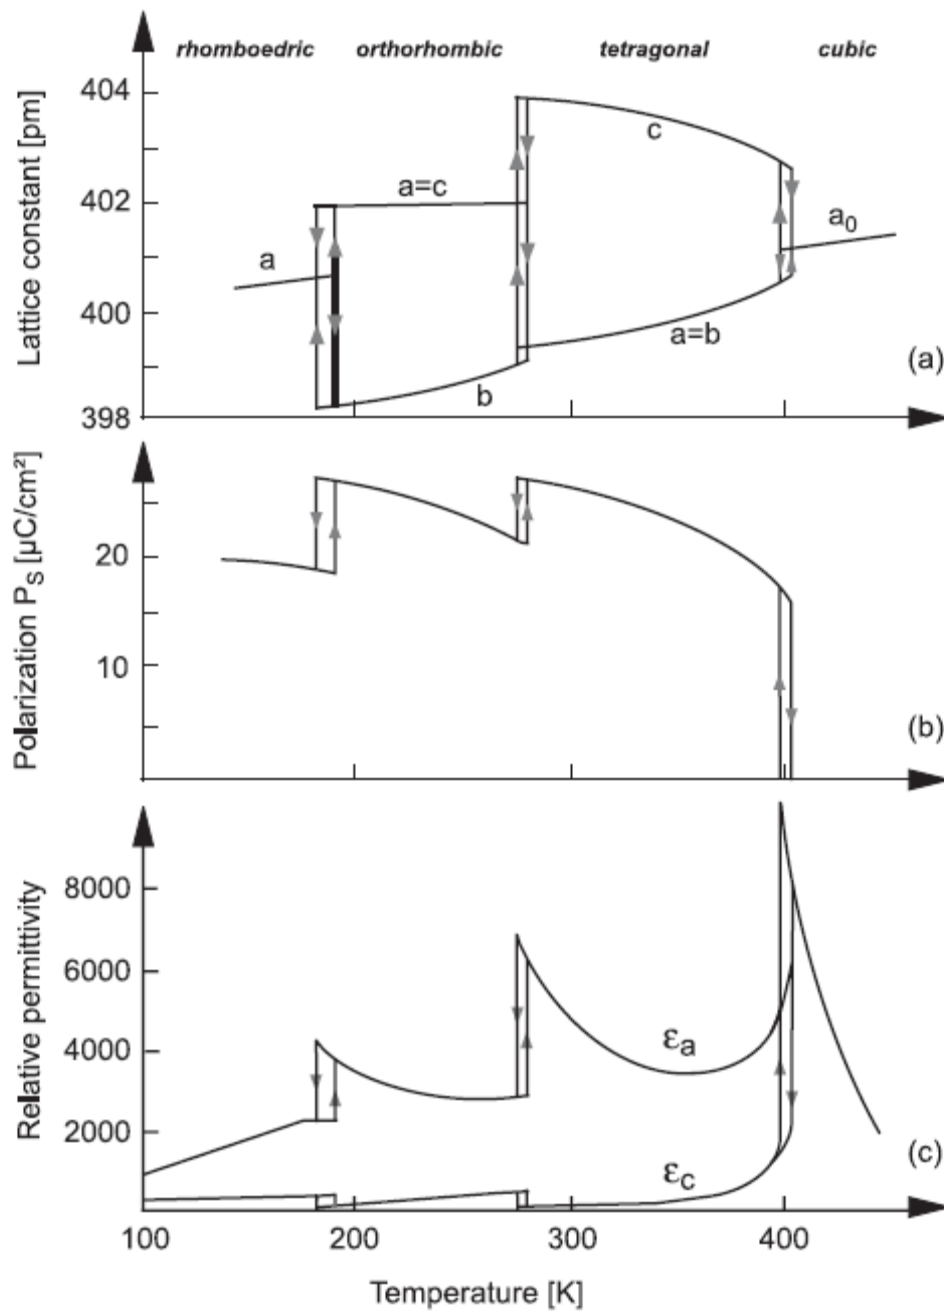 rhomboedric orthorhombic tetragonal cubic
Lattice constant [pm]
404
402
400
398
a
a=c
b
c
a=b
a₀
(a)
Polarization Pₛ [µC/cm²]
20
10
(b)
Relative permittivity
8000
6000
4000
2000
εₐ
ε_c
(c)
100 200 300 400
Temperature [K]